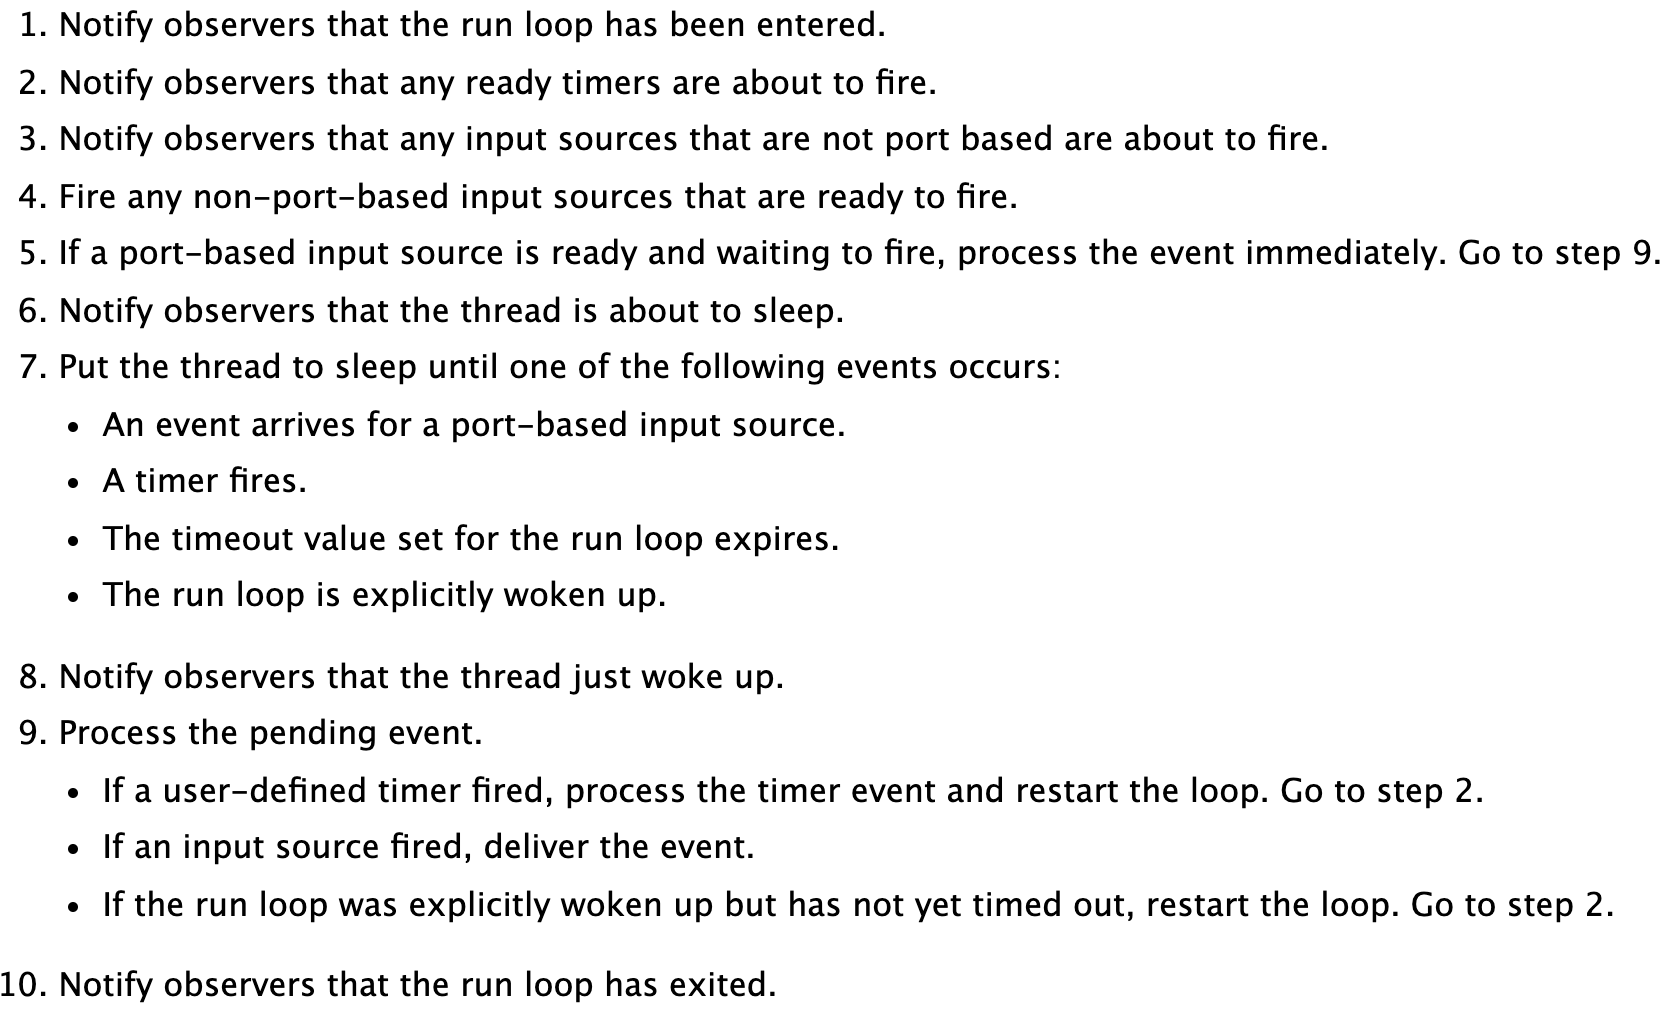 1. Notify observers that the run loop has been entered.
2. Notify observers that any ready timers are about to fire.
3. Notify observers that any input sources that are not port based are about to fire.
4. Fire any non-port-based input sources that are ready to fire.
5. If a port-based input source is ready and waiting to fire, process the event immediately. Go to step 9.
6. Notify observers that the thread is about to sleep.
7. Put the thread to sleep until one of the following events occurs:
• An event arrives for a port-based input source.
• A timer fires.
• The timeout value set for the run loop expires.
• The run loop is explicitly woken up.
8. Notify observers that the thread just woke up.
9. Process the pending event.
• If a user-defined timer fired, process the timer event and restart the loop. Go to step 2.
• If an input source fired, deliver the event.
• If the run loop was explicitly woken up but has not yet timed out, restart the loop. Go to step 2.
10. Notify observers that the run loop has exited.